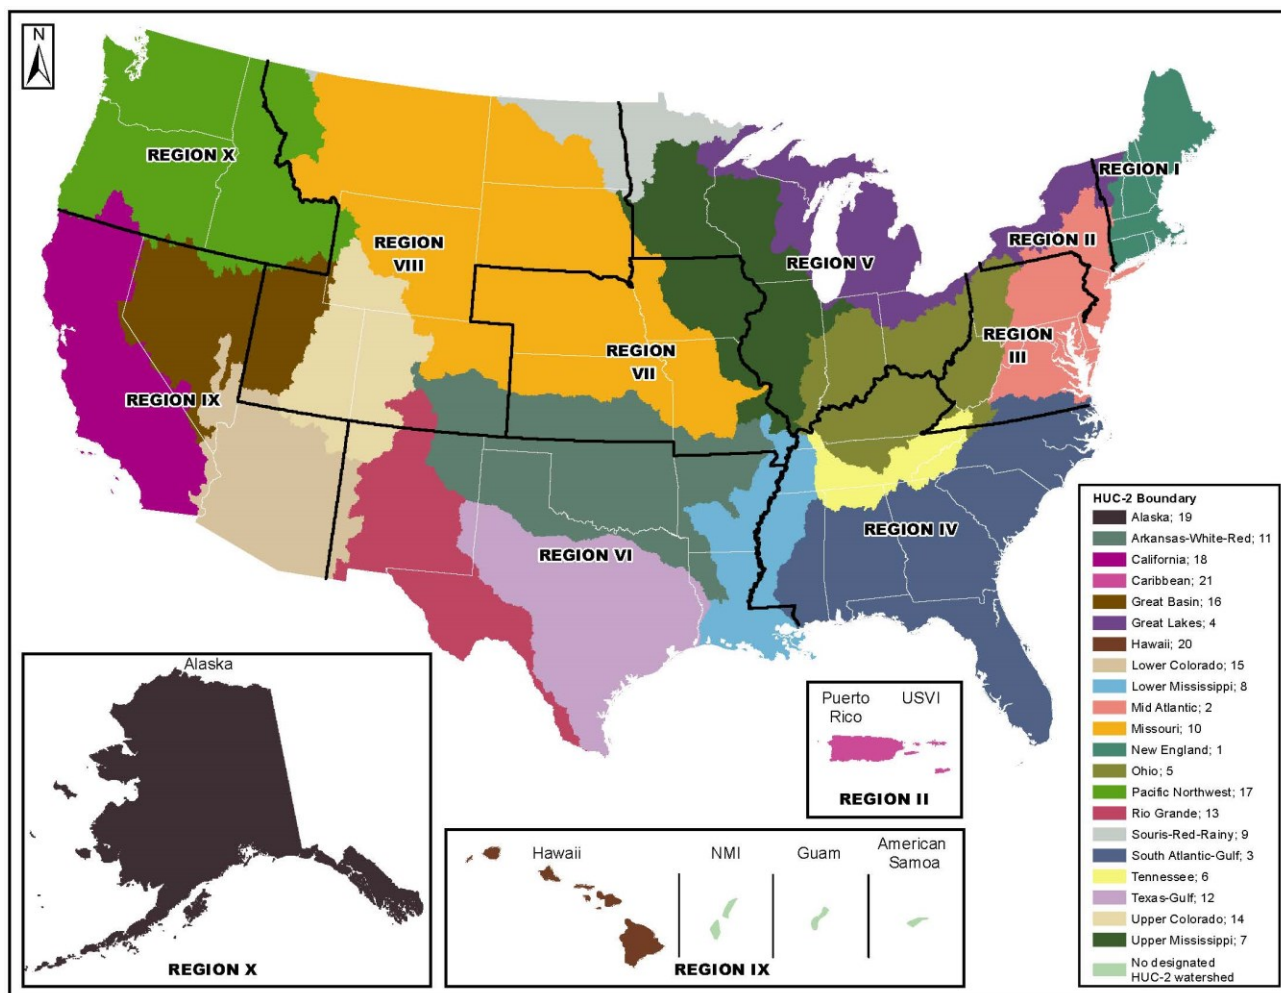 N
REGION X
REGION I
REGION II
REGION
VIII
REGION V
REGION
III
REGION
VII
REGION IX
REGION IV
REGION VI
HUC-2 Boundary
Alaska; 19
Arkansas-White-Red; 11
California; 18
Caribbean; 21
Great Basin; 16
Great Lakes; 4
Hawaii; 20
Lower Colorado; 15
Lower Mississippi; 8
Mid Atlantic; 2
Missouri; 10
New England; 1
Ohio; 5
Pacific Northwest; 17
Rio Grande; 13
Souris-Red-Rainy; 9
South Atlantic-Gulf; 3
Tennessee; 6
Texas-Gulf; 12
Upper Colorado; 14
Upper Mississippi; 7
No designated
HUC-2 watershed
Alaska
REGION X
Puerto
Rico
USVI
REGION II
Hawaii
NMI
Guam
American
Samoa
REGION IX